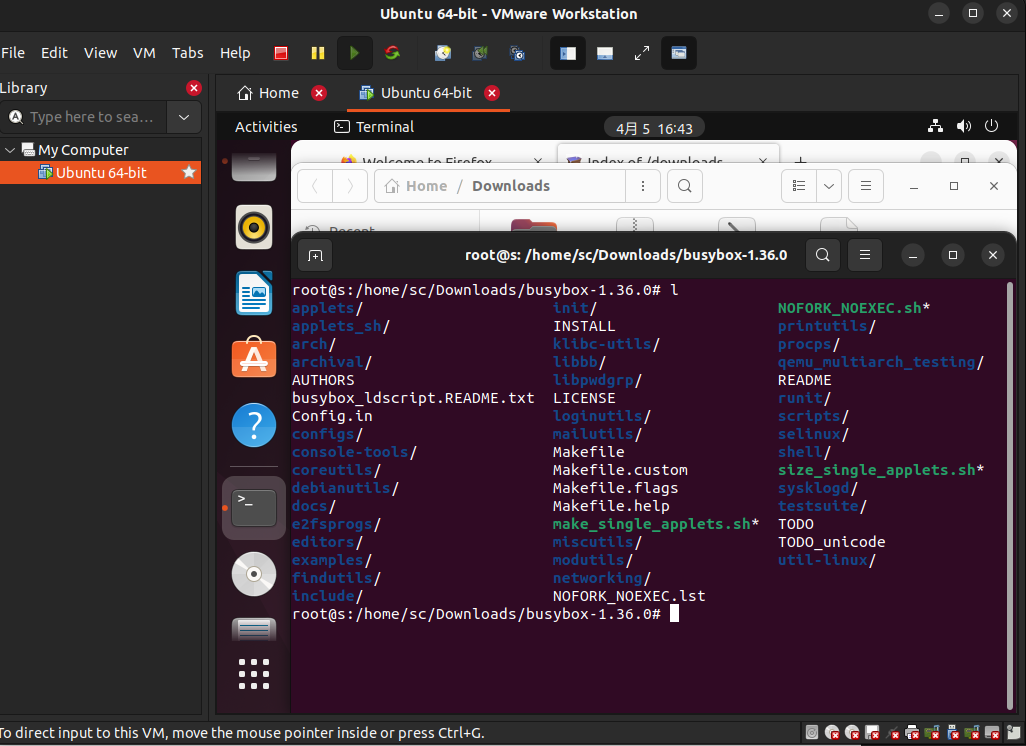 Ubuntu 64-bit - VMware Workstation
File Edit View VM Tabs Help
Library
Type here to sea...
My Computer
Ubuntu 64-bit
Home Ubuntu 64-bit
Activities Terminal 4月 5 16:43
Welcome to Firefox Index of /downloads
Home / Downloads
Recent
root@s: /home/sc/Downloads/busybox-1.36.0
root@s:/home/sc/Downloads/busybox-1.36.0# l
applets/ init/ NOFORK_NOEXEC.sh*
applets_sh/ INSTALL printutils/
arch/ klibc-utils/ procps/
archival/ libbb/ qemu_multiarch_testing/
AUTHORS libpwdgrp/ README
busybox_ldscript.README.txt LICENSE runit/
Config.in loginutils/ scripts/
configs/ mailutils/ selinux/
console-tools/ Makefile shell/
coreutils/ Makefile.custom size_single_applets.sh*
debianutils/ Makefile.flags sysklogd/
docs/ Makefile.help testsuite/
e2fsprogs/ make_single_applets.sh* TODO
editors/ miscutils/ TODO_unicode
examples/ modutils/ util-linux/
findutils/ networking/
include/ NOFORK_NOEXEC.lst
root@s:/home/sc/Downloads/busybox-1.36.0#
To direct input to this VM, move the mouse pointer inside or press Ctrl+G.